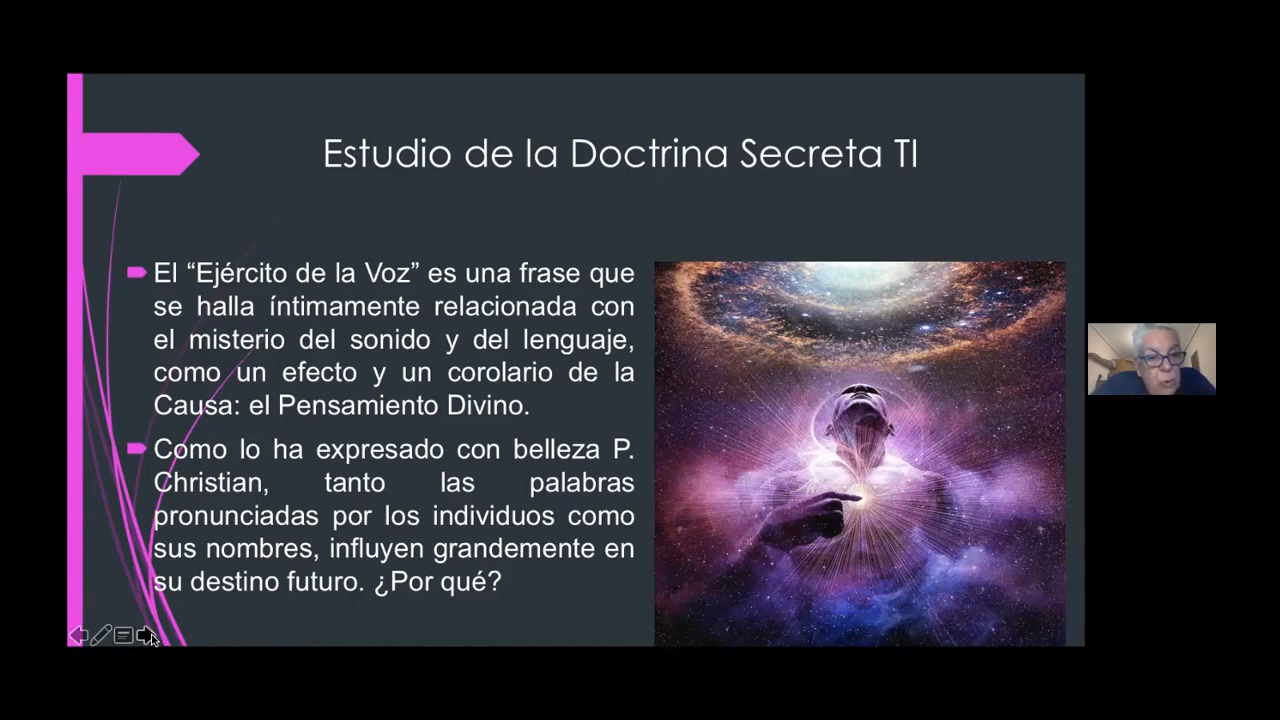 Estudio de la Doctrina Secreta TI
El “Ejército de la Voz” es una frase que
se halla íntimamente relacionada con
el misterio del sonido y del lenguaje,
como un efecto y un corolario de la
Causa: el Pensamiento Divino.
Como lo ha expresado con belleza P.
Christian, tanto las palabras
pronunciadas por los individuos como
sus nombres, influyen grandemente en
su destino futuro. ¿Por qué?